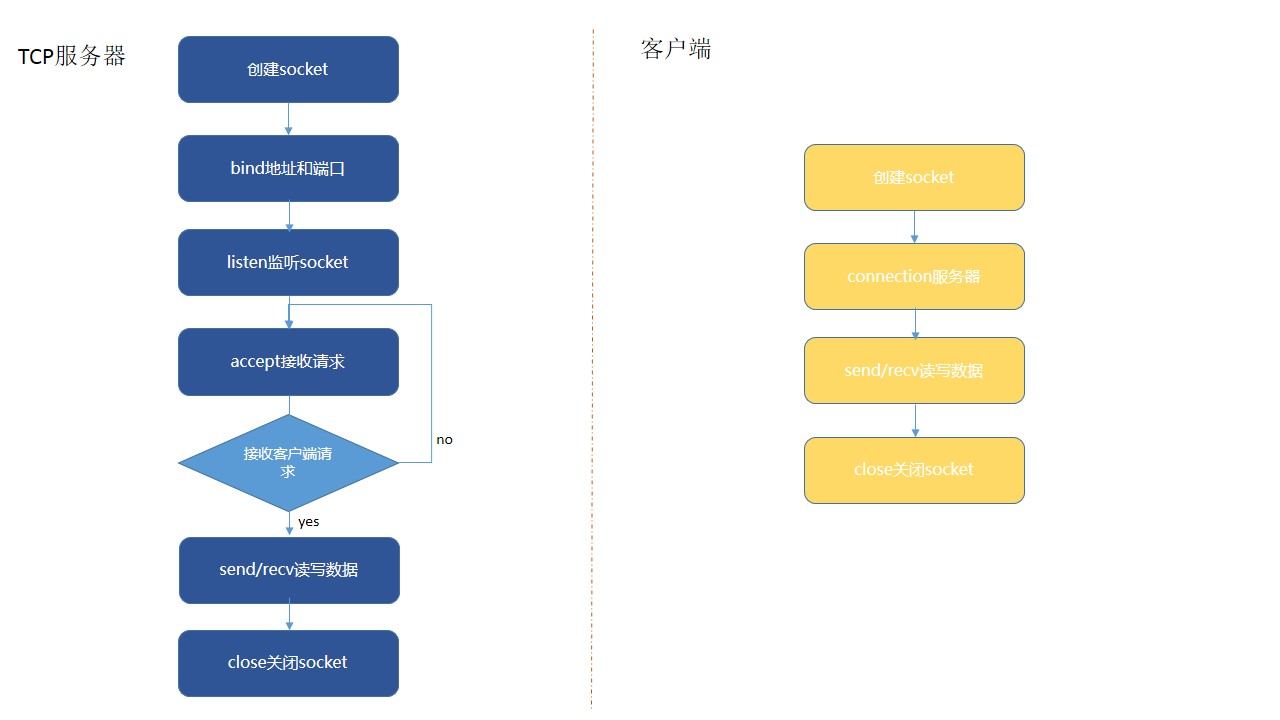 TCP服务器
创建socket
bind地址和端口
listen监听socket
accept接收请求
接收客户端请
求
no
yes
send/recv读写数据
close关闭socket
客户端
创建socket
connection服务器
send/recv读写数据
close关闭socket